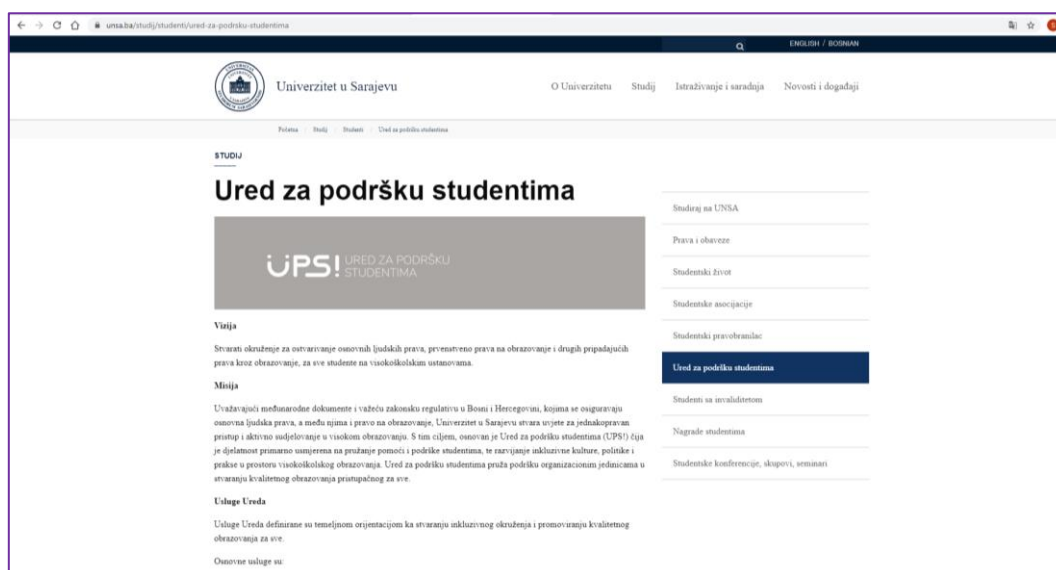 unsa.ba/studij/studenti/ured-za-podrsku-studentima
ENGLISH / BOSNIAN
Univerzitet u Sarajevu
O Univerzitetu Studij Istraživanje i saradnja Novosti i događaji
Početna Studij Studenti Ured za podršku studentima
STUDIJ
Ured za podršku studentima
UPS! URED ZA PODRŠKU
STUDENTIMA
Vizija
Stvarati okruženje za ostvarivanje osnovnih ljudskih prava, prvenstveno prava na obrazovanje i drugih pripadajućih
prava kroz obrazovanje, za sve studente na visokoškolskim ustanovama.
Misija
Uvažavajući međunarodne dokumente i važeću zakonsku regulativu u Bosni i Hercegovini, kojima se osiguravaju
osnovna ljudska prava, a među njima i pravo na obrazovanje, Univerzitet u Sarajevu stvara uvjete za jednakopravan
pristup i aktivno sudjelovanje u visokom obrazovanju. S tim ciljem, osnovan je Ured za podršku studentima (UPS!) čija
je djelatnost primarno usmjerena na pružanje pomoći i podrške studentima, te razvijanje inkluzivne kulture, politike i
prakse u prostoru visokoškolskog obrazovanja. Ured za podršku studentima pruža podršku organizacionim jedinicama u
stvaranju kvalitetnog obrazovanja pristupačnog za sve.
Usluge Ureda
Usluge Ureda definirane su temeljnom orijentacijom ka stvaranju inkluzivnog okruženja i promoviranju kvalitetnog
obrazovanja za sve.
Osnovne usluge su:
Studiraj na UNSA
Prava i obaveze
Studentski život
Studentske asocijacije
Studentski pravobranilac
Ured za podršku studentima
Studenti sa invaliditetom
Nagrade studentima
Studentske konferencije, skupovi, seminari